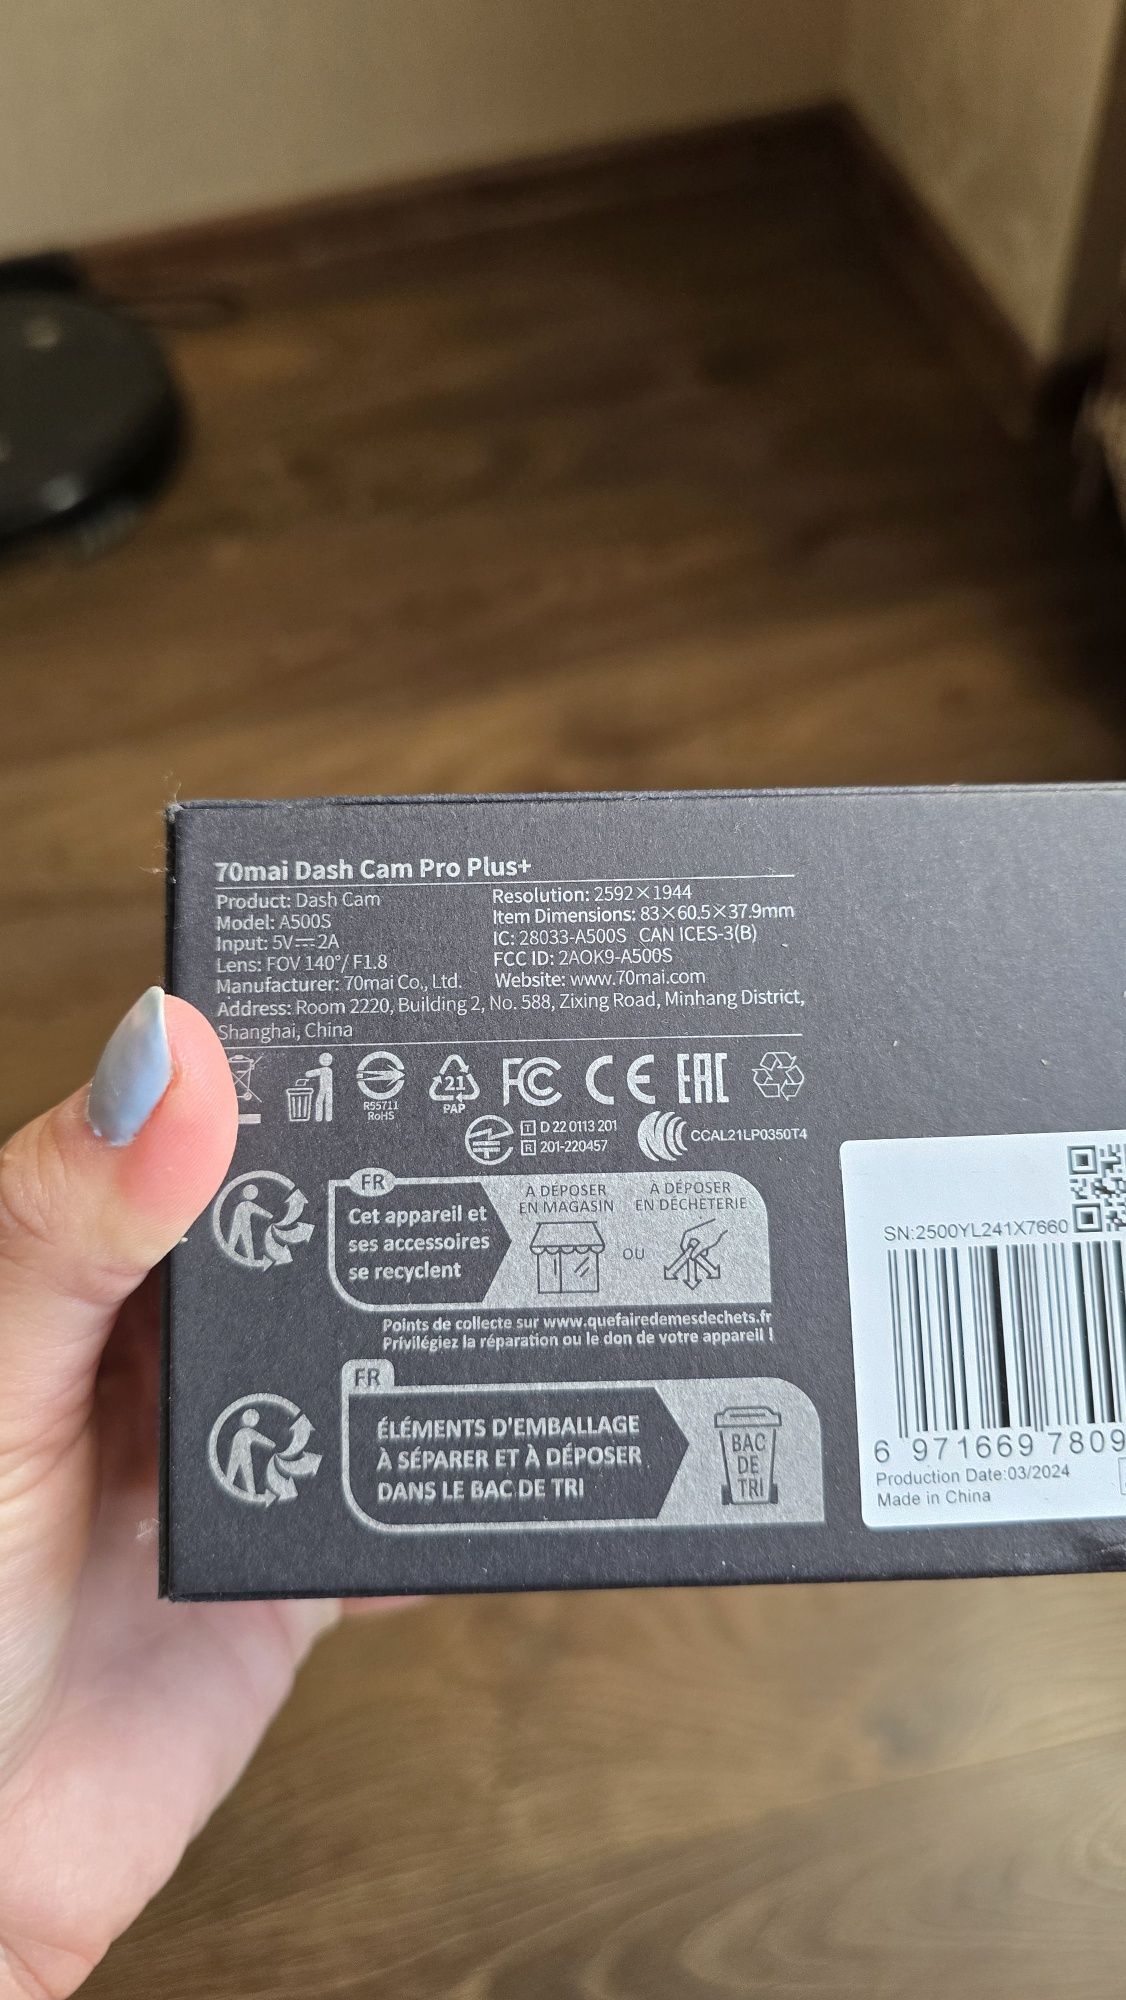 70mai Dash Cam Pro Plus+
Product: Dash Cam
Model: A500S
Input: 5V⎓2A
Lens: FOV 140°/ F1.8
Manufacturer: 70mai Co., Ltd.
Resolution: 2592×1944
Item Dimensions: 83×60.5×37.9mm
IC: 28033-A500S CAN ICES-3(B)
FCC ID: 2AOK9-A500S
Website: www.70mai.com
Address: Room 2220, Building 2, No. 588, Zixing Road, Minhang District,
Shanghai, China
R55711
RoHS
21
PAP
FC
CE
EAC
T D 22 0113 201
R 201-220457
CCAL21LP0350T4
FR
Cet appareil et
ses accessoires
se recyclent
À DÉPOSER
EN MAGASIN
OU
À DÉPOSER
EN DÉCHÈTERIE
Points de collecte sur www.quefairedemesdechets.fr
Privilégiez la réparation ou le don de votre appareil !
FR
ÉLÉMENTS D'EMBALLAGE
À SÉPARER ET À DÉPOSER
DANS LE BAC DE TRI
BAC
DE
TRI
SN:2500YL241X7660
6 971669 7809
Production Date:03/2024
Made in China